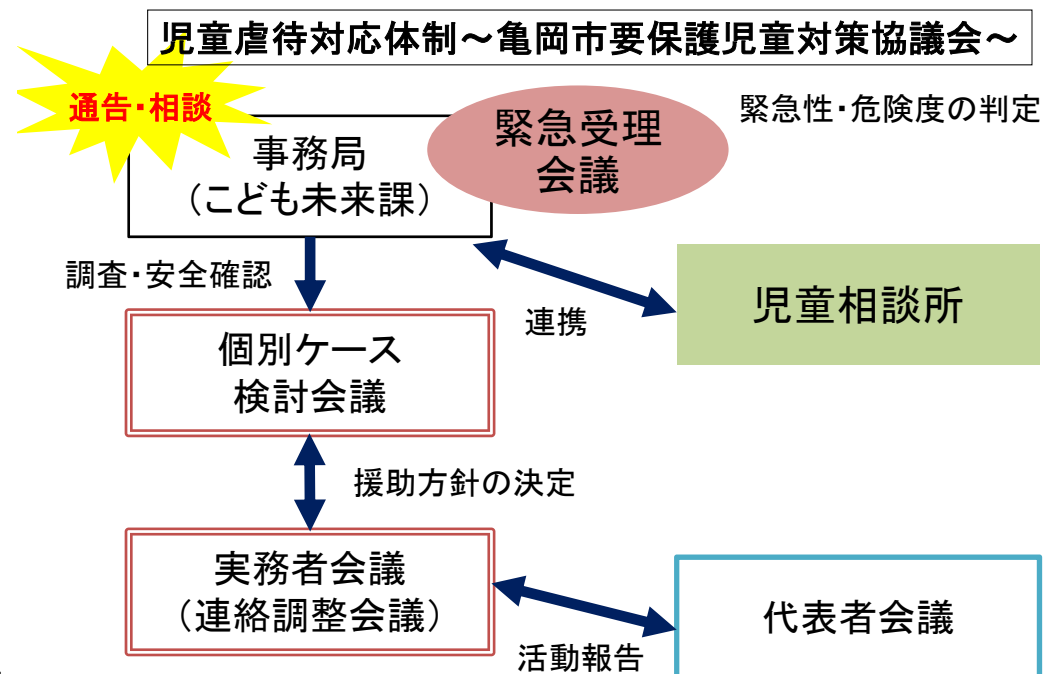 児童虐待対応体制～亀岡市要保護児童対策協議会～
通告・相談
緊急受理
会議
緊急性・危険度の判定
事務局
（こども未来課）
調査・安全確認
連携
児童相談所
個別ケース
検討会議
援助方針の決定
実務者会議
（連絡調整会議）
活動報告
代表者会議